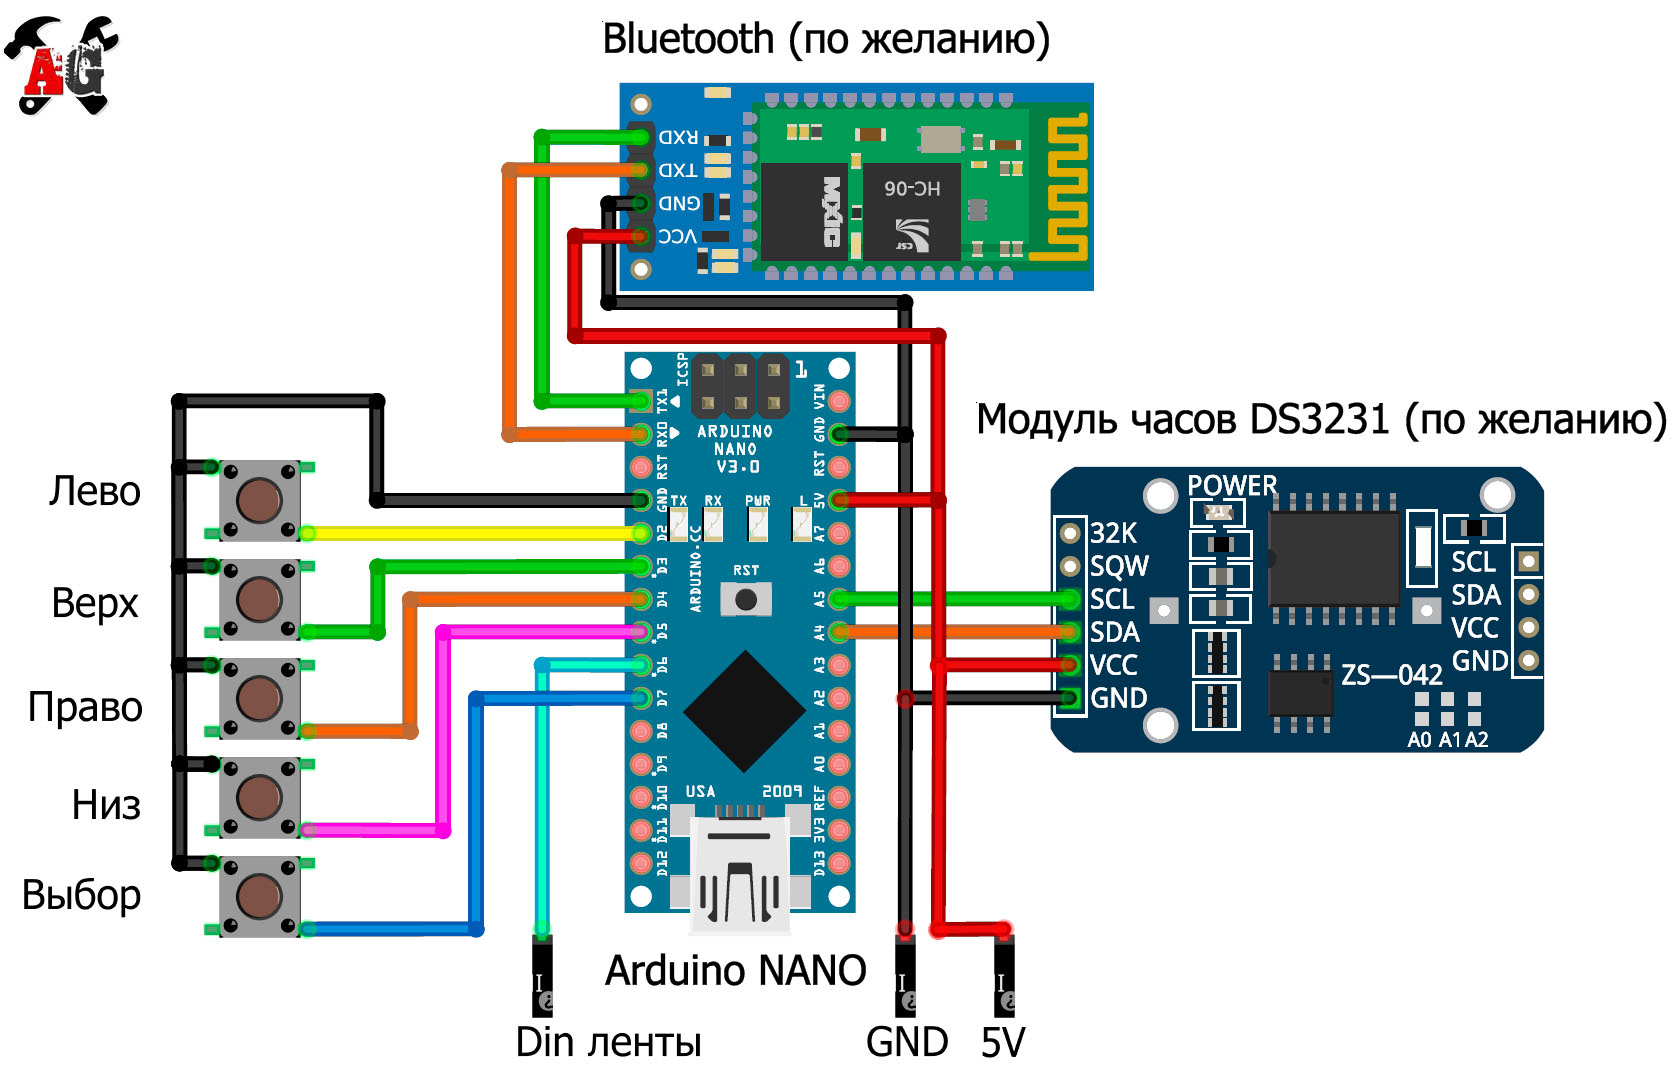 AG
Bluetooth (по желанию)
RXD
TXD
GND
VCC
MXIC
HC-06
csr
Модуль часов DS3231 (по желанию)
Лево
Верх
Право
Низ
Выбор
ICSP
1
ARDUINO
NANO
V3.0
TX1
RX0
RST
GND
D2
D3
D4
D5
D6
D7
D8
D9
D10
D11
D12
VIN
GND
RST
5V
A7
A6
A5
A4
A3
A2
A1
A0
REF
3V3
D13
TX RX PWR L
ARDUINO.CC
RST
USA 2009
POWER
32K
SQW
SCL
SDA
VCC
GND
SCL
SDA
VCC
GND
ZS—042
A0 A1 A2
Arduino NANO
Din ленты
GND
5V